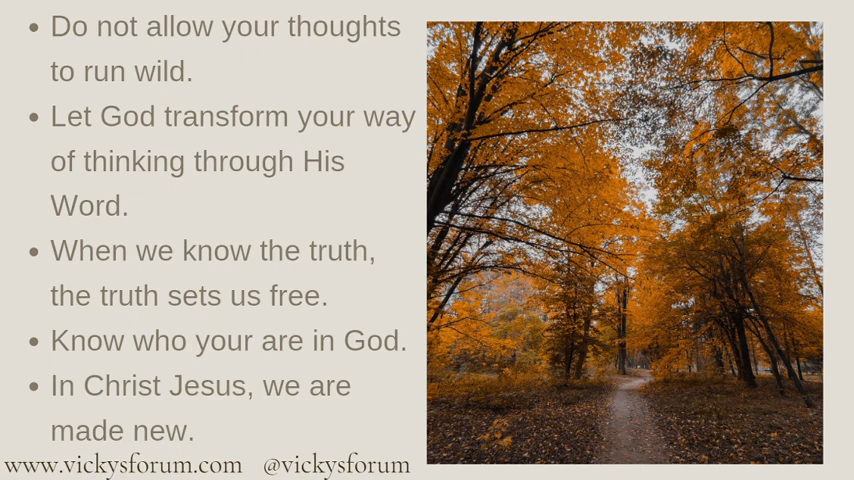 • Do not allow your thoughts
to run wild.
• Let God transform your way
of thinking through His
Word.
• When we know the truth,
the truth sets us free.
• Know who your are in God.
• In Christ Jesus, we are
made new.
www.vickysforum.com @vickysforum